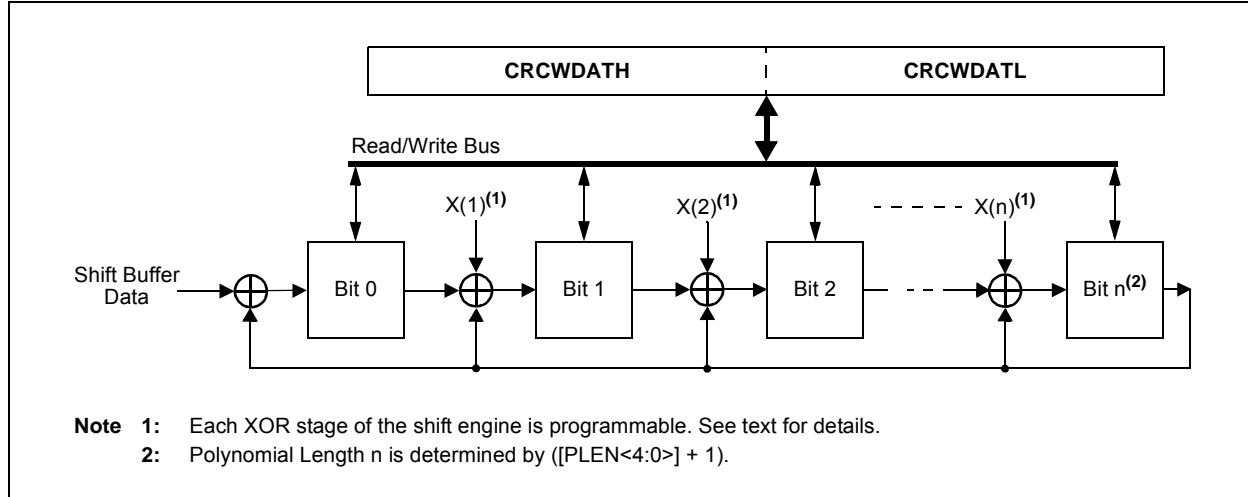 CRCWDATH CRCWDATL
Read/Write Bus
X(1)(1) X(2)(1) X(n)(1)
Shift Buffer
Data
Bit 0 Bit 1 Bit 2 Bit n(2)
Note 1: Each XOR stage of the shift engine is programmable. See text for details.
2: Polynomial Length n is determined by ([PLEN<4:0>] + 1).